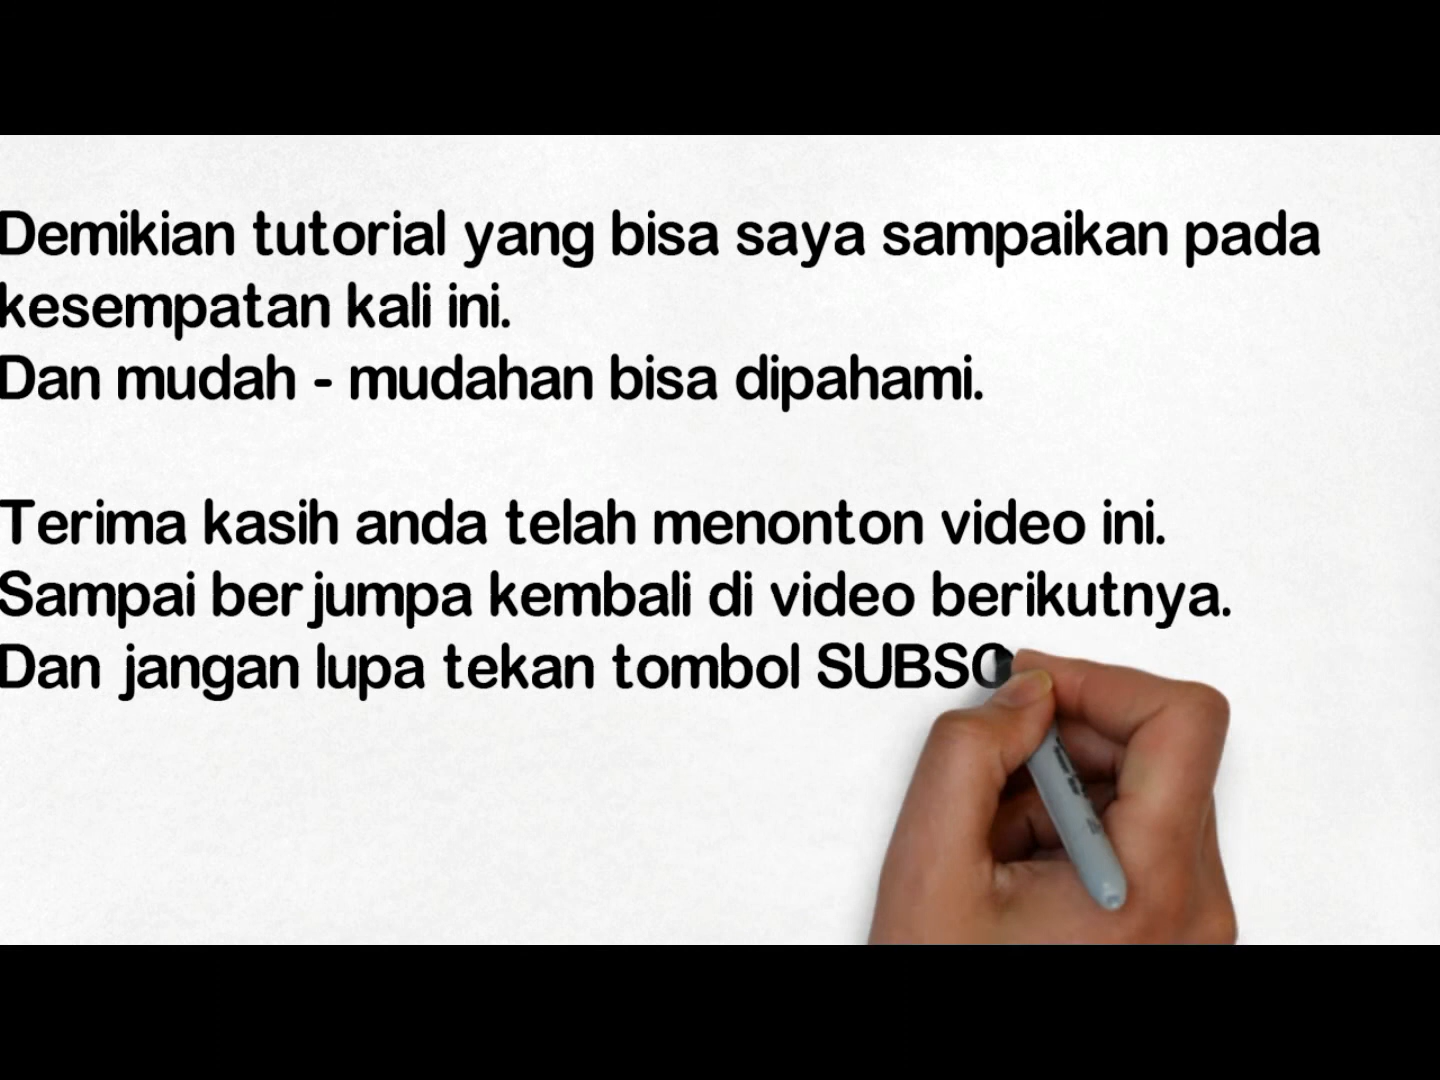 Demikian tutorial yang bisa saya sampaikan pada
kesempatan kali ini.
Dan mudah - mudahan bisa dipahami.
Terima kasih anda telah menonton video ini.
Sampai berjumpa kembali di video berikutnya.
Dan jangan lupa tekan tombol SUBSC